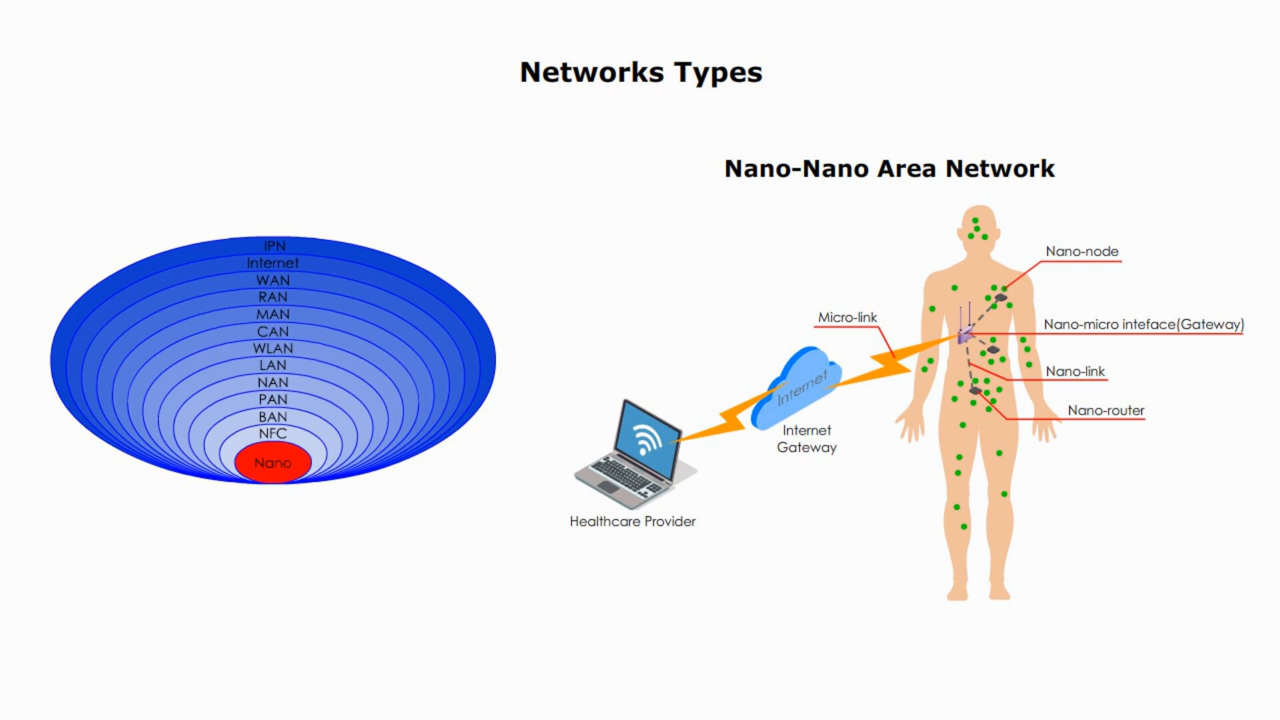 Networks Types
IPN
Internet
WAN
RAN
MAN
CAN
WLAN
LAN
NAN
PAN
BAN
NFC
Nano
Nano-Nano Area Network
Nano-node
Micro-link
Nano-micro inteface(Gateway)
Nano-link
Nano-router
Internet
Internet
Gateway
Healthcare Provider